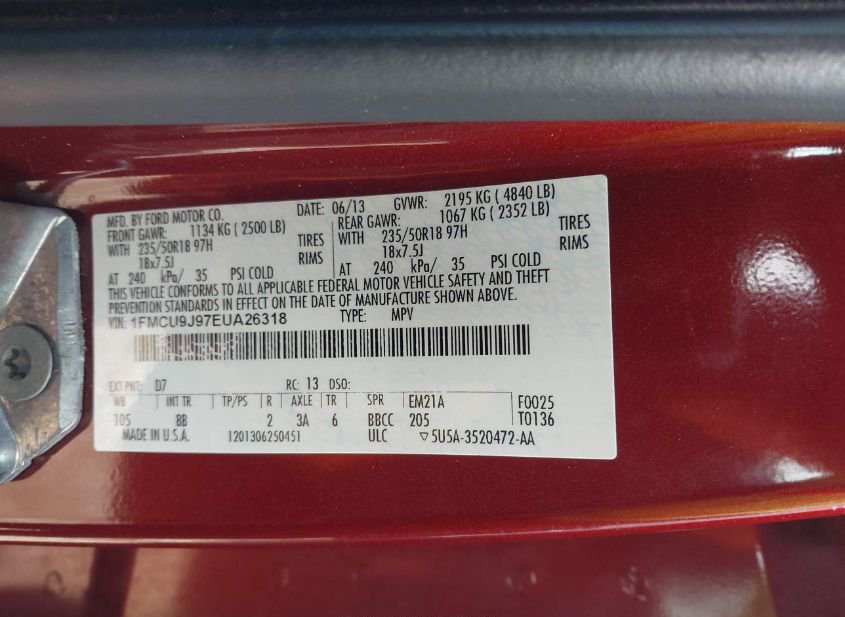 MFD. BY FORD MOTOR CO. DATE: 06/13 GVWR: 2195 KG ( 4840 LB)
FRONT GAWR: 1134 KG ( 2500 LB) REAR GAWR: 1067 KG ( 2352 LB)
WITH 235/50R18 97H TIRES WITH 235/50R18 97H TIRES
18x7.5J RIMS 18x7.5J RIMS
AT 240 kPa/ 35 PSI COLD AT 240 kPa/ 35 PSI COLD
THIS VEHICLE CONFORMS TO ALL APPLICABLE FEDERAL MOTOR VEHICLE SAFETY AND THEFT
PREVENTION STANDARDS IN EFFECT ON THE DATE OF MANUFACTURE SHOWN ABOVE.
VIN: 1FMCU9J97EUA26318 TYPE: MPV
EXT PNT: D7 RC: 13 DSO:
WB INT TR TP/PS R AXLE TR SPR EM21A F0025
105 BB 2 3A 6 BBCC 205 T0136
MADE IN U.S.A. 1201306250451 ULC ▽5U5A-3520472-AA